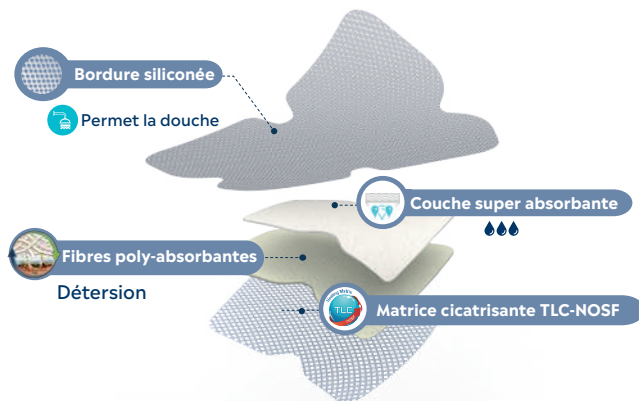 Bordure siliconée
Permet la douche
Couche super absorbante
Fibres poly-absorbantes
Détersion
TLC
Matrice cicatrisante TLC-NOSF